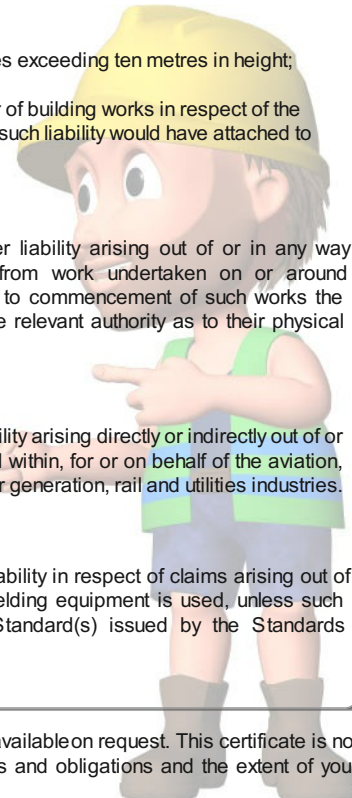 es exceeding ten metres in height;
r of building works in respect of the
such liability would have attached to
er liability arising out of or in any way
from work undertaken on or around
to commencement of such works the
e relevant authority as to their physical
ility arising directly or indirectly out of or
d within, for or on behalf of the aviation,
r generation, rail and utilities industries.
ability in respect of claims arising out of
elding equipment is used, unless such
Standard(s) issued by the Standards
available on request. This certificate is no
s and obligations and the extent of you